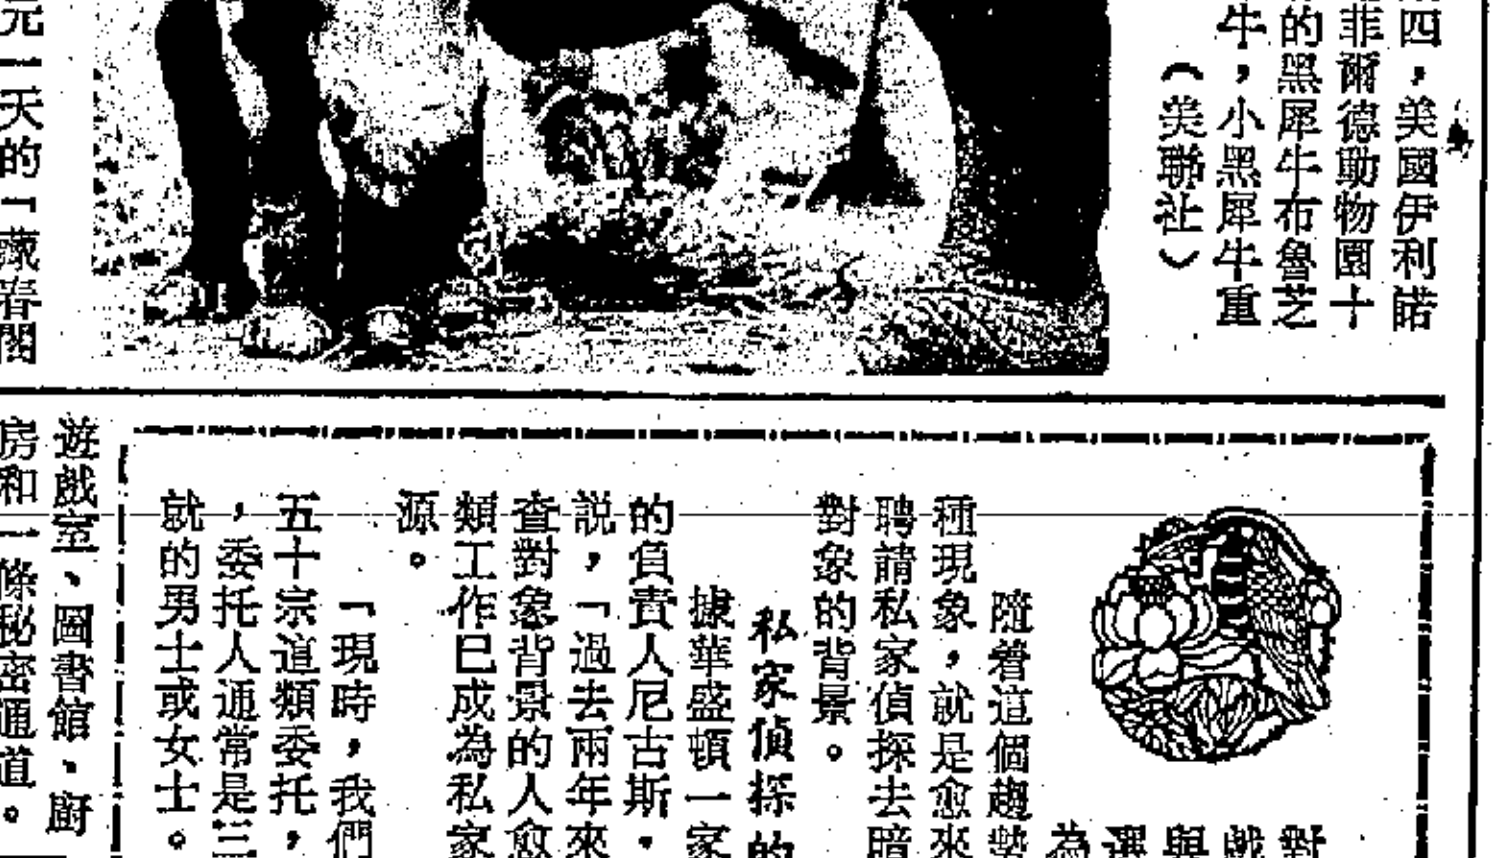 四，美國伊利諾
菲爾德動物園十
的黑犀牛布魯芝
牛，小黑犀牛重
（美聯社）
元一天的「藏春閣
對
戲
與
選
為
隨着這個趨勢
種現象，就是愈來
聘請私家偵探去暗
對象的背景。
私家偵探的
據華盛頓一家
的負責人尼古斯·
説，「過去兩年來
查對象背景的人愈
類工作已成為私家
源。
「現時，我們
五十宗這類委托，
，委托人通常是三
就的男士或女士。
遊戲室、圖書館、廚
房和一條秘密通道。